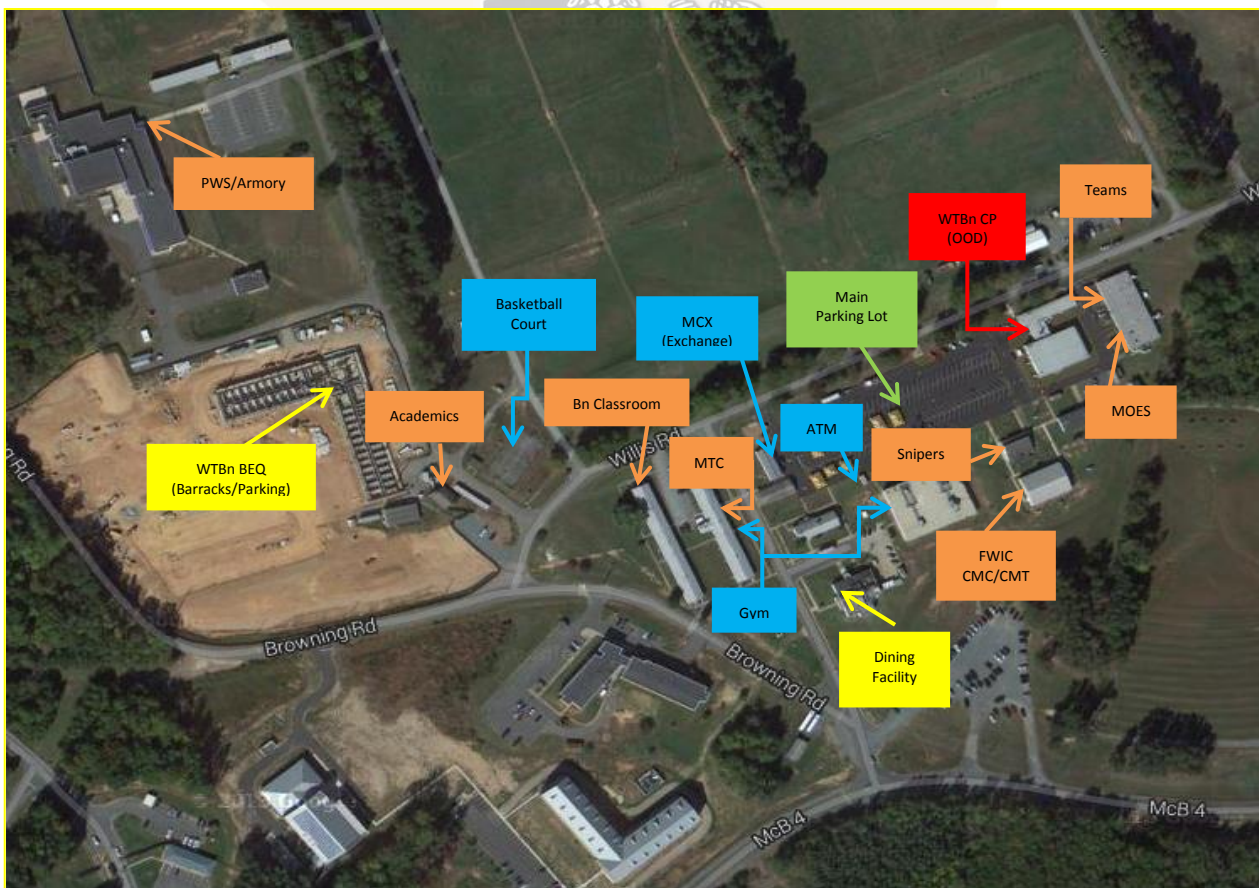 PWS/Armory
Teams
WTBn CP
(OOD)
Basketball
Court
MCX
(Exchange)
Main
Parking Lot
Bn Classroom
Academics
MOES
ATM
Willis Rd
MTC
Snipers
WTBn BEQ
(Barracks/Parking)
FWIC
CMC/CMT
Gym
Browning Rd
Browning Rd
Dining
Facility
McB 4
McB 4